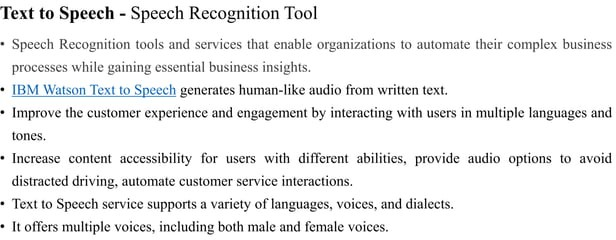 Text to Speech - Speech Recognition Tool
• Speech Recognition tools and services that enable organizations to automate their complex business
processes while gaining essential business insights.
• IBM Watson Text to Speech generates human-like audio from written text.
• Improve the customer experience and engagement by interacting with users in multiple languages and
tones.
• Increase content accessibility for users with different abilities, provide audio options to avoid
distracted driving, automate customer service interactions.
• Text to Speech service supports a variety of languages, voices, and dialects.
• It offers multiple voices, including both male and female voices.